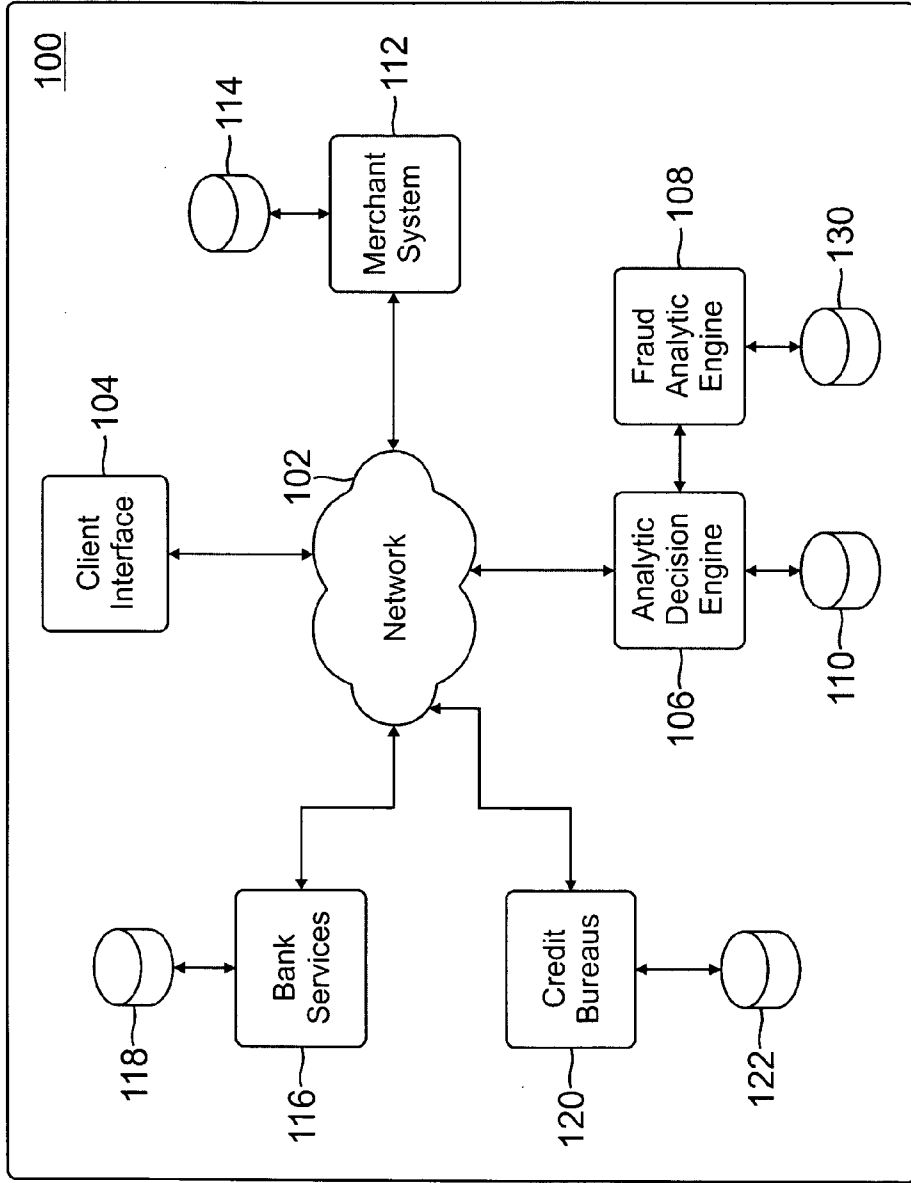 100
118
Bank
Services
116
Client
Interface
104
114
Merchant
System
112
102
Network
Credit
Bureaus
120
122
Analytic
Decision
Engine
106
110
Fraud
Analytic
Engine
108
130